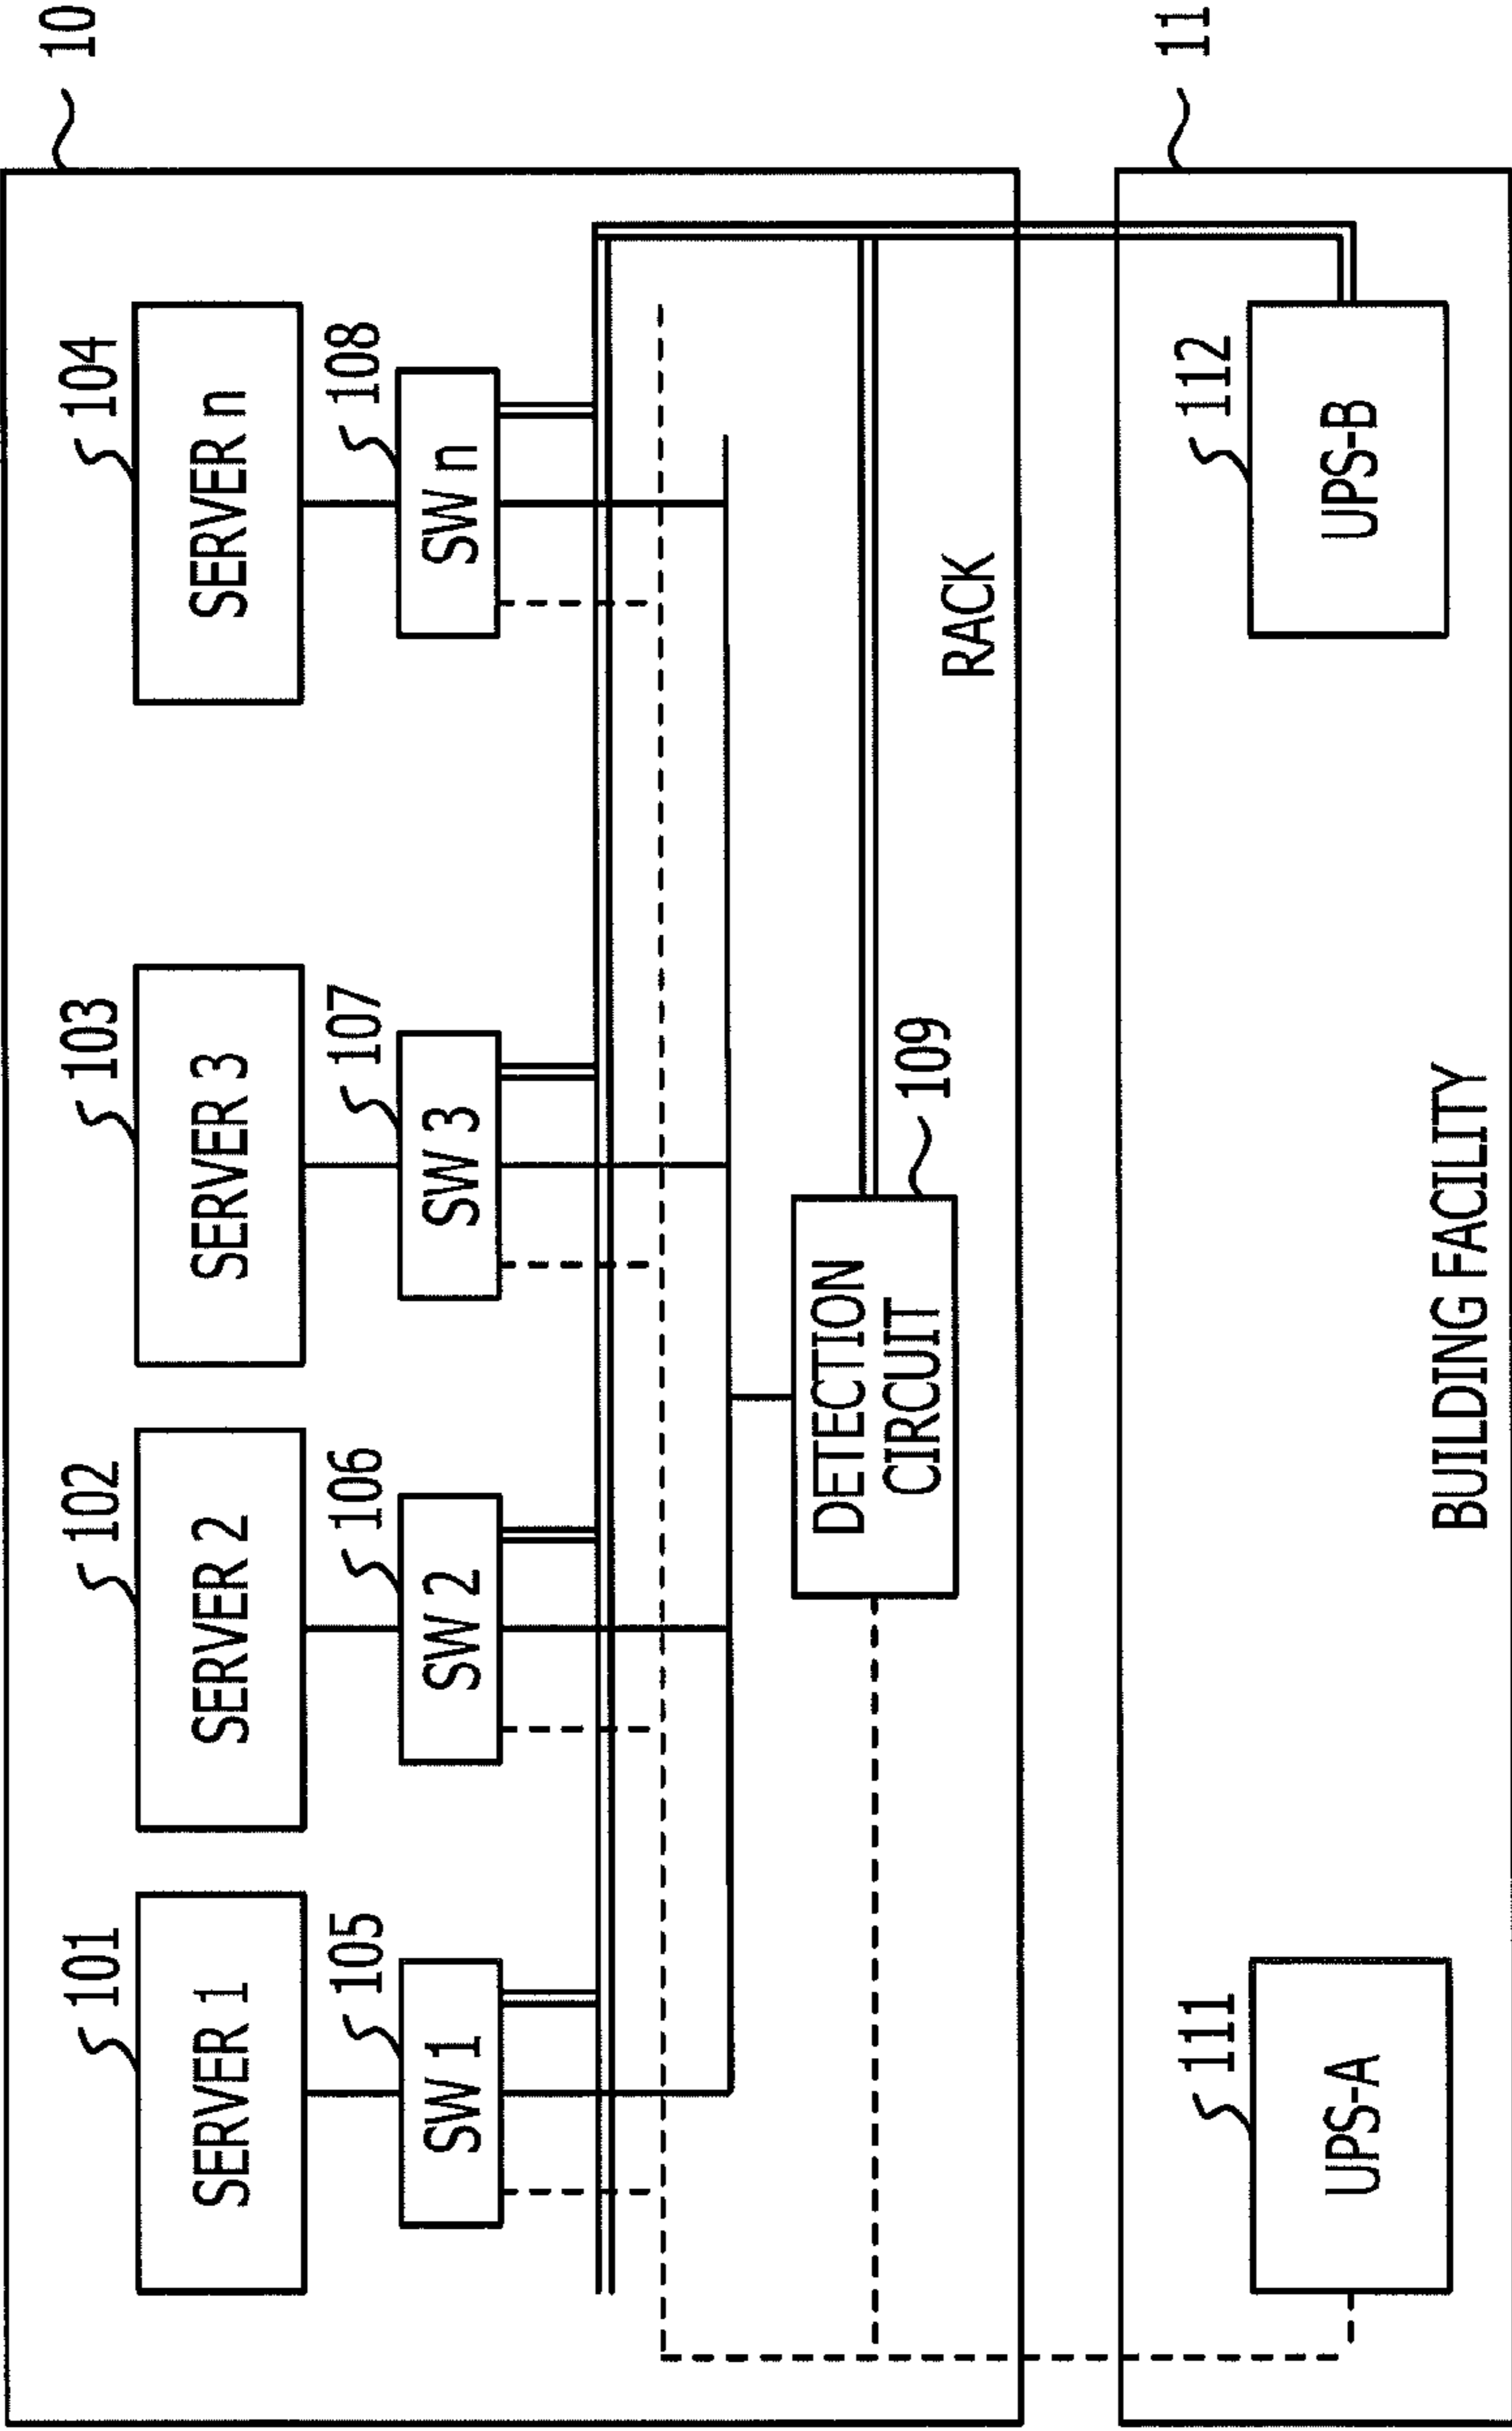 10
101
102
103
104
SERVER 1
SERVER 2
SERVER 3
SERVER n
105
106
107
108
SW 1
SW 2
SW 3
SW n
109
DETECTION
CIRCUIT
RACK
11
111
112
UPS-A
UPS-B
BUILDING FACILITY